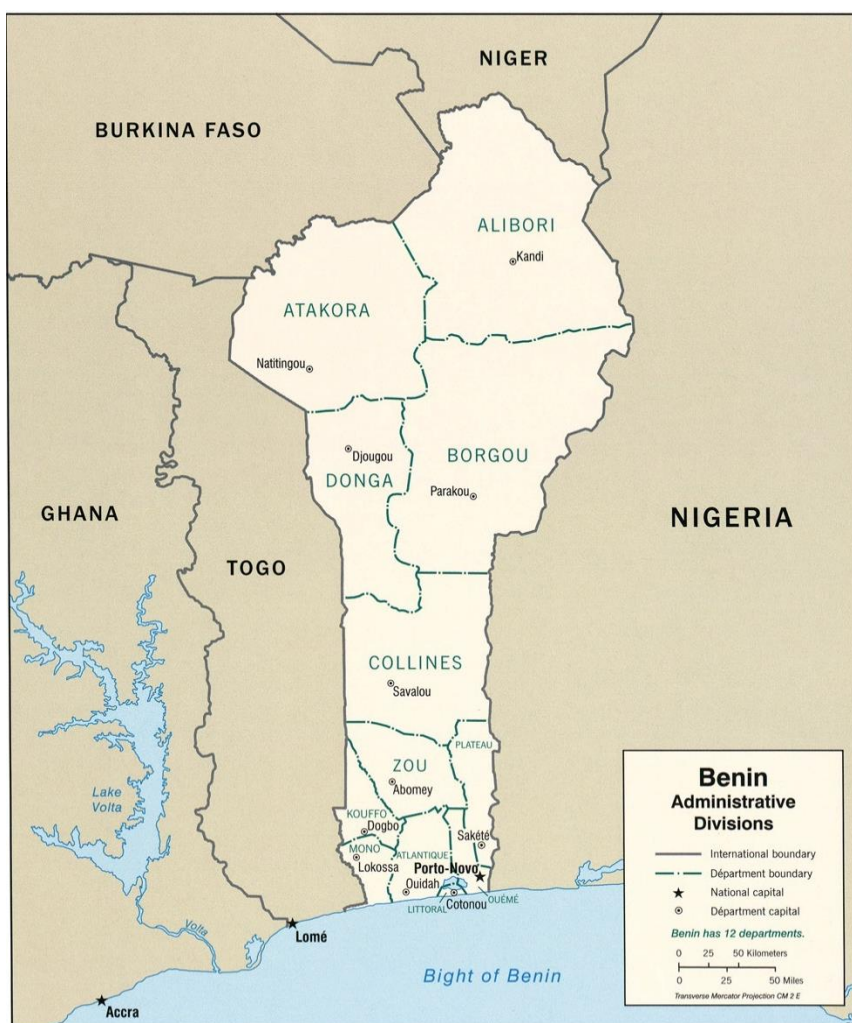 NIGER
BURKINA FASO
ALIBORI
Kandi
ATAKORA
Natitingou
Djougou
DONGA
BORGOU
Parakou
GHANA
TOGO
NIGERIA
COLLINES
Savalou
PLATEAU
ZOU
Abomey
Lake
Volta
KOUFFO
Dogbo
Sakété
MONO
Lokossa
ATLANTIQUE
Porto-Novo
Ouidah
OUÉMÉ
LITTORAL
Cotonou
Volta
Lomé
Bight of Benin
Accra
Benin
Administrative
Divisions
International boundary
Départment boundary
National capital
Départment capital
Benin has 12 departments.
0 25 50 Kilometers
0 25 50 Miles
Transverse Mercator Projection CM 2 E